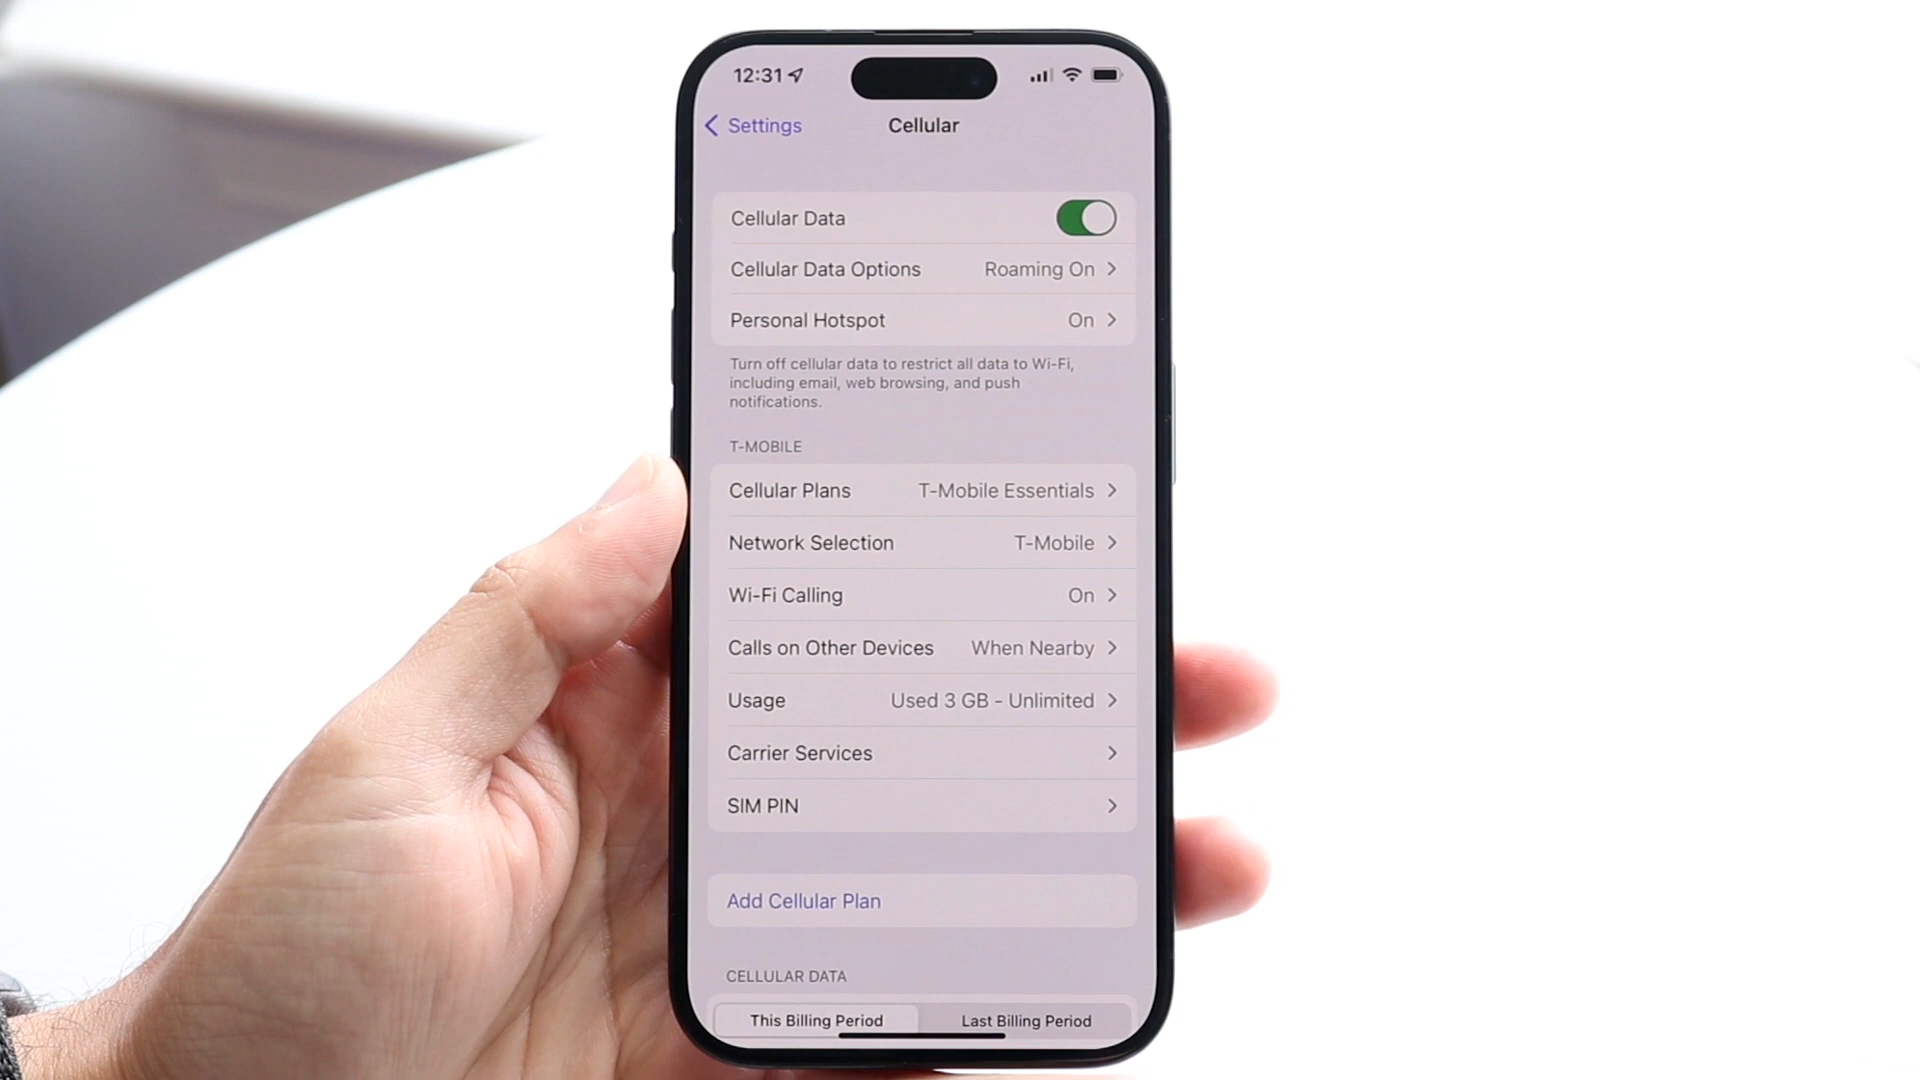 12:31
Settings
Cellular
Cellular Data
Cellular Data Options Roaming On
Personal Hotspot On
Turn off cellular data to restrict all data to Wi-Fi,
including email, web browsing, and push
notifications.
T-MOBILE
Cellular Plans T-Mobile Essentials
Network Selection T-Mobile
Wi-Fi Calling On
Calls on Other Devices When Nearby
Usage Used 3 GB - Unlimited
Carrier Services
SIM PIN
Add Cellular Plan
CELLULAR DATA
This Billing Period Last Billing Period